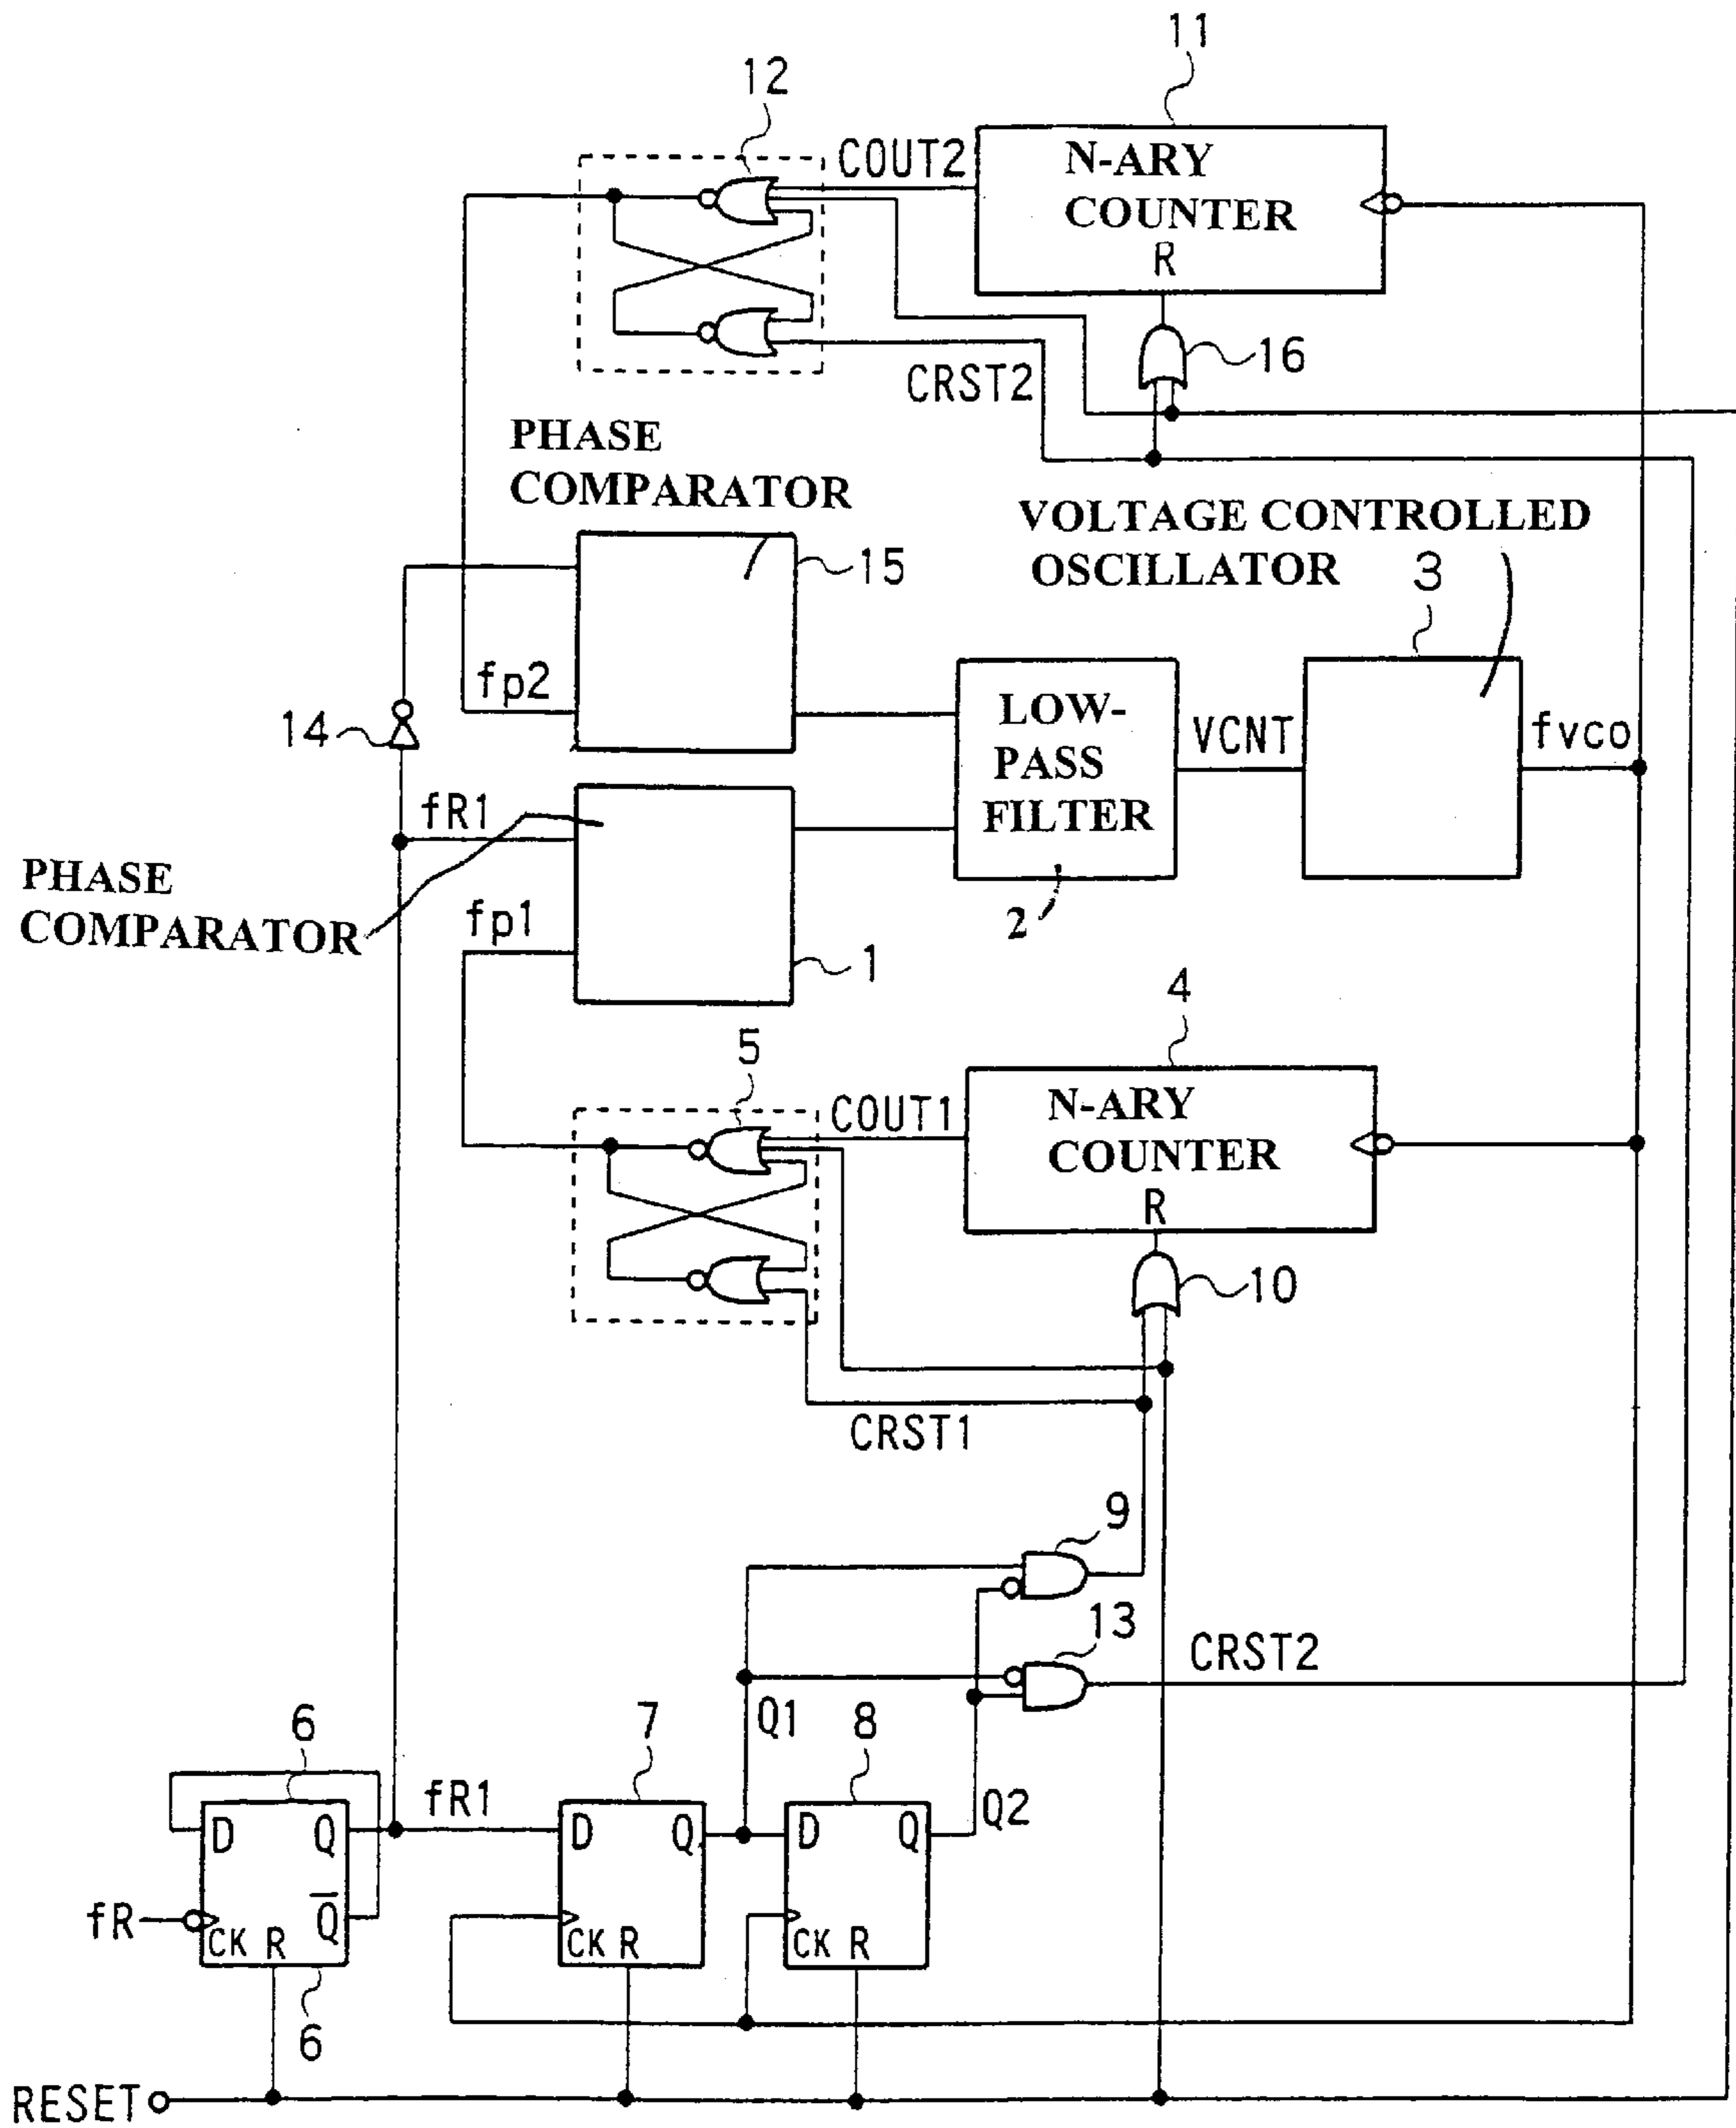 11
12
COUT2
N-ARY
COUNTER
R
16
CRST2
PHASE
COMPARATOR
VOLTAGE CONTROLLED
OSCILLATOR
15
3
fp2
14
LOW-
PASS
FILTER
2
VCNT
fvco
fR1
PHASE
COMPARATOR
fp1
1
4
5
COUT1
N-ARY
COUNTER
R
10
CRST1
9
13
CRST2
Q1
6
7
8
fR1
Q2
D Q
D Q
D Q
fR
CK R Q̅
CK R
CK R
6
RESET